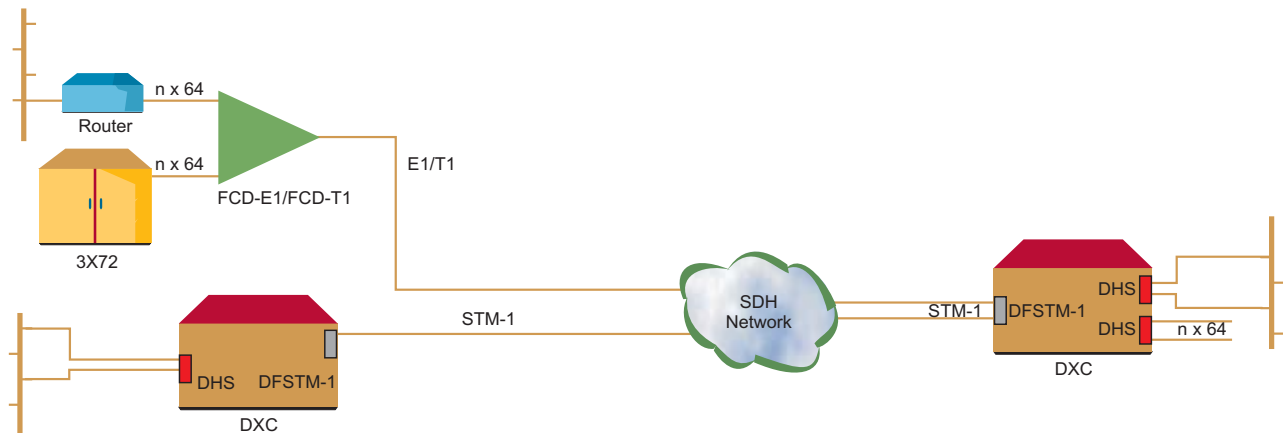 n x 64
Router
n x 64
FCD-E1/FCD-T1
3X72
E1/T1
SDH
Network
STM-1
DHS
DFSTM-1
DXC
STM-1
DFSTM-1
DHS
DHS
n x 64
DXC